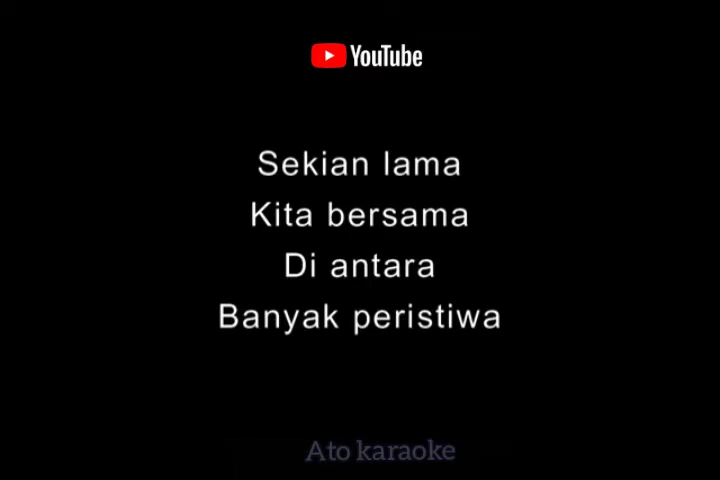 YouTube
Sekian lama
Kita bersama
Di antara
Banyak peristiwa
Ato karaoke